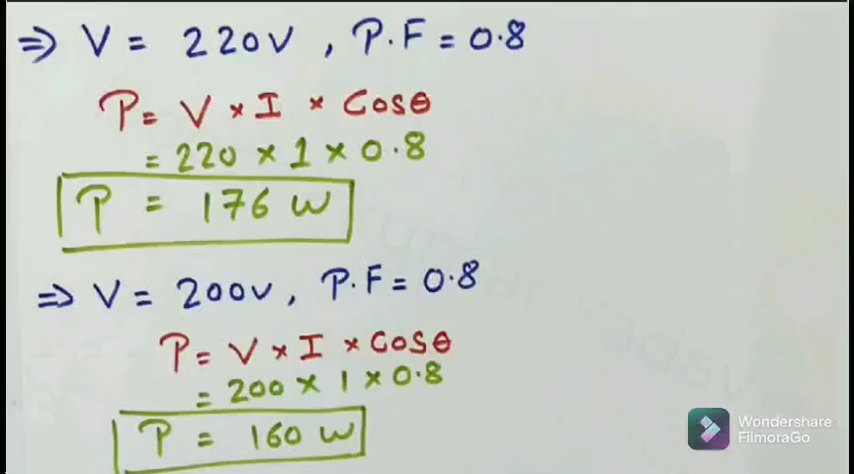 ⇒ V = 220V , P.F = 0.8
P = V × I × Cosθ
= 220 × 1 × 0.8
P = 176 W
⇒ V = 200V , P.F = 0.8
P = V × I × Cosθ
= 200 × 1 × 0.8
P = 160 W
Wondershare
FilmoraGo